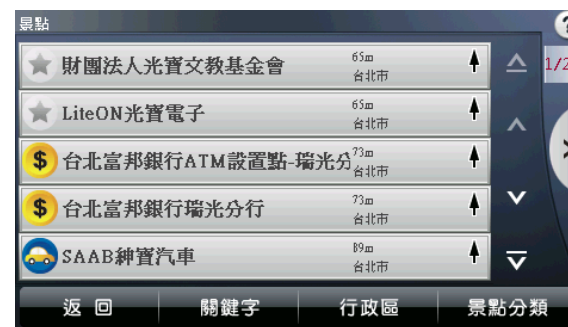 景點
?
財團法人光寶文教基金會
65m
台北市
1/2
LiteON光寶電子
65m
台北市
台北富邦銀行ATM設置點-瑞光分
73m
台北市
$
台北富邦銀行瑞光分行
73m
台北市
$
SAAB紳寶汽車
89m
台北市
返 回
關鍵字
行政區
景點分類